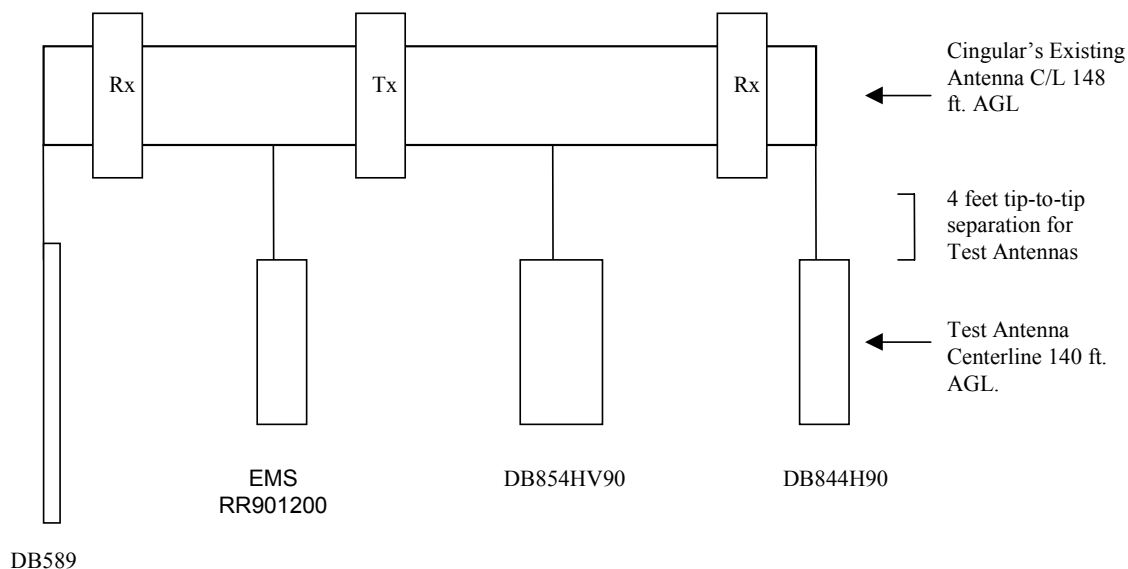 Rx
Tx
Rx
Cingular's Existing
Antenna C/L 148
ft. AGL
4 feet tip-to-tip
separation for
Test Antennas
Test Antenna
Centerline 140 ft.
AGL.
EMS
RR901200
DB854HV90
DB844H90
DB589